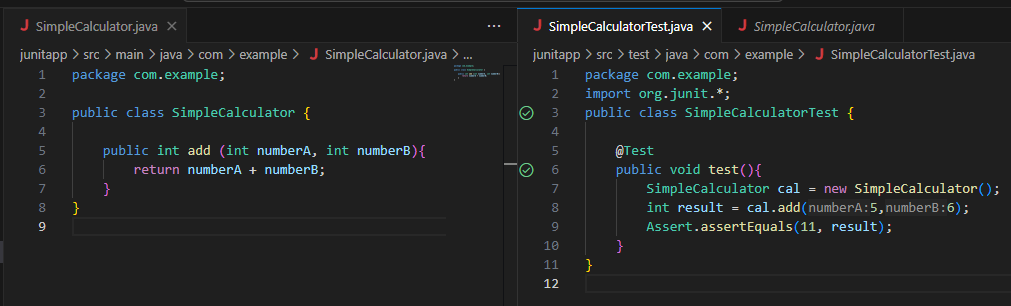 SimpleCalculator.java
junitapp > src > main > java > com > example > SimpleCalculator.java > ...
1 package com.example;
2
3 public class SimpleCalculator {
4
5 public int add (int numberA, int numberB){
6 return numberA + numberB;
7 }
8 }
9
SimpleCalculatorTest.java
SimpleCalculator.java
junitapp > src > test > java > com > example > SimpleCalculatorTest.java
1 package com.example;
2 import org.junit.*;
3 public class SimpleCalculatorTest {
4
5 @Test
6 public void test(){
7 SimpleCalculator cal = new SimpleCalculator();
8 int result = cal.add(numberA:5,numberB:6);
9 Assert.assertEquals(11, result);
10 }
11 }
12